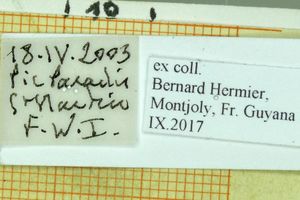 10
18.IV.2003
Pic Paradis
St Martin
F.W.I.
ex coll.
Bernard Hermier,
Montjoly, Fr. Guyana
IX.2017